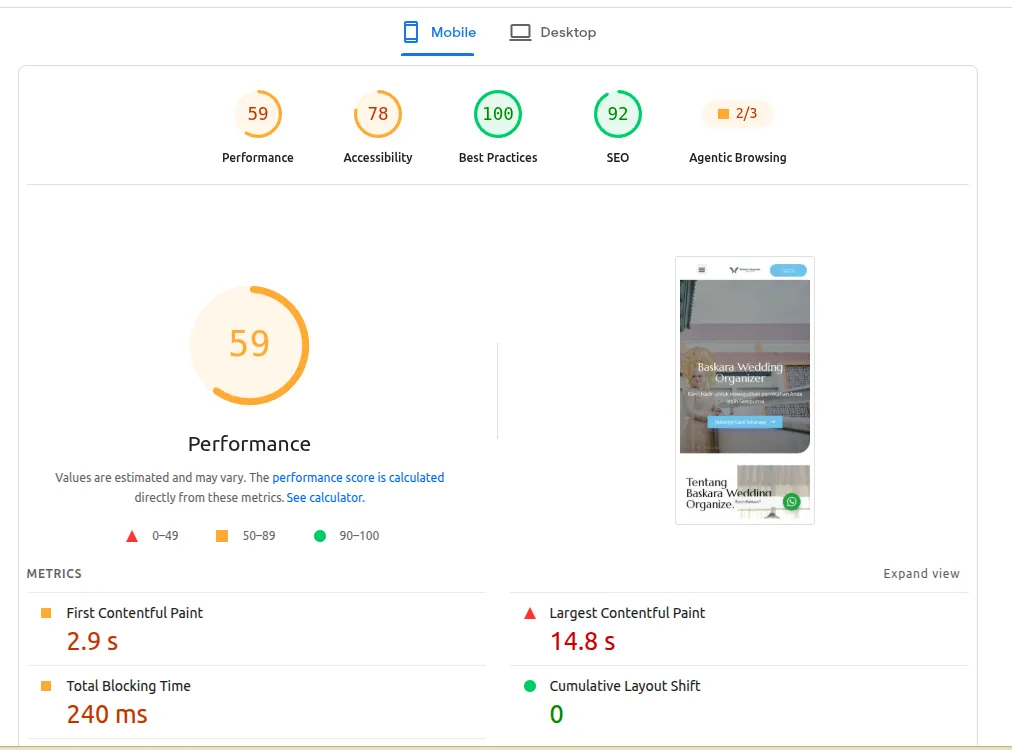 Mobile
Desktop
59
78
100
92
2/3
Performance
Accessibility
Best Practices
SEO
Agentic Browsing
59
Performance
Values are estimated and may vary. The performance score is calculated
directly from these metrics. See calculator.
0–49
50–89
90–100
Baskara Wedding
Organizer
Tentang
Baskara Wedding
Organize.
METRICS
Expand view
First Contentful Paint
2.9 s
Largest Contentful Paint
14.8 s
Total Blocking Time
240 ms
Cumulative Layout Shift
0